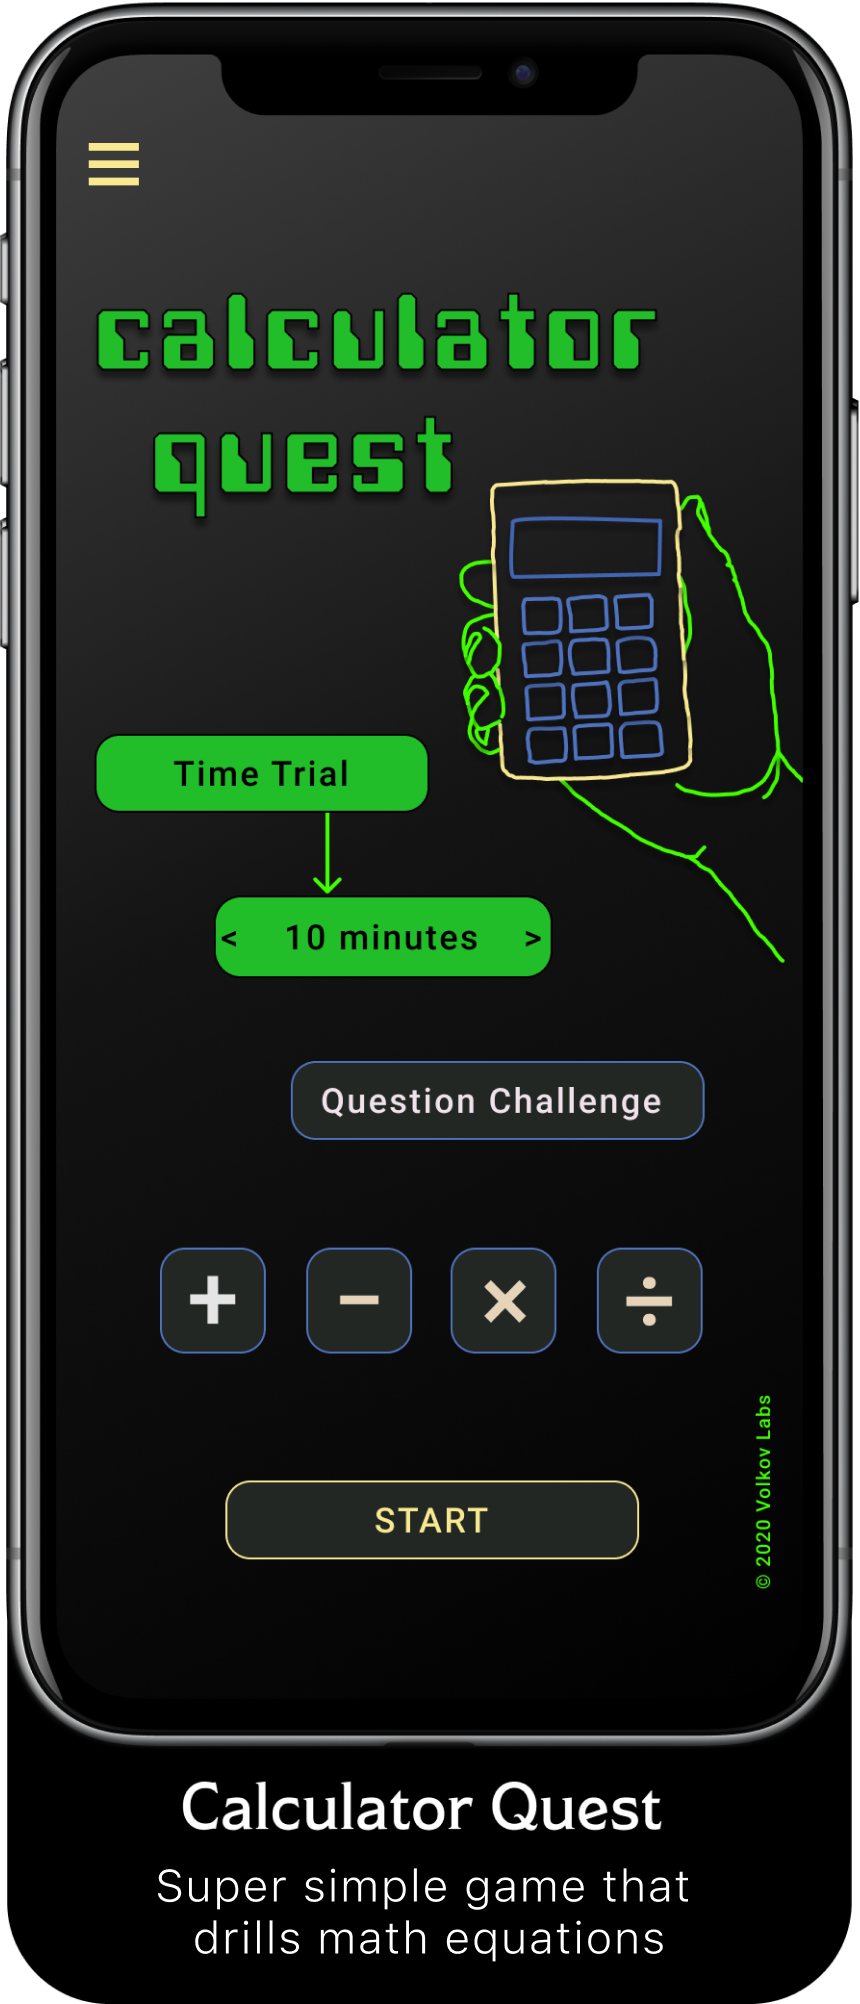 calculator
quest
Time Trial
< 10 minutes >
Question Challenge
+ − × ÷
START
© 2020 Volkov Labs
Calculator Quest
Super simple game that
drills math equations